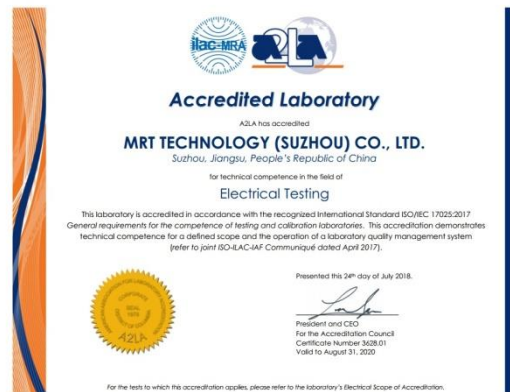 ilac-MRA
A2LA
Accredited Laboratory
A2LA has accredited
MRT TECHNOLOGY (SUZHOU) CO., LTD.
Suzhou, Jiangsu, People's Republic of China
for technical competence in the field of
Electrical Testing
This laboratory is accredited in accordance with the recognized International Standard ISO/IEC 17025:2017
General requirements for the competence of testing and calibration laboratories. This accreditation demonstrates
technical competence for a defined scope and the operation of a laboratory quality management system
(refer to joint ISO-ILAC-IAF Communiqué dated April 2017).
Presented this 24th day of July 2018.
President and CEO
For the Accreditation Council
Certificate Number 3628.01
Valid to August 31, 2020
CORPORATE
SEAL
1978
A2LA
For the tests to which this accreditation applies, please refer to the laboratory's Electrical Scope of Accreditation.